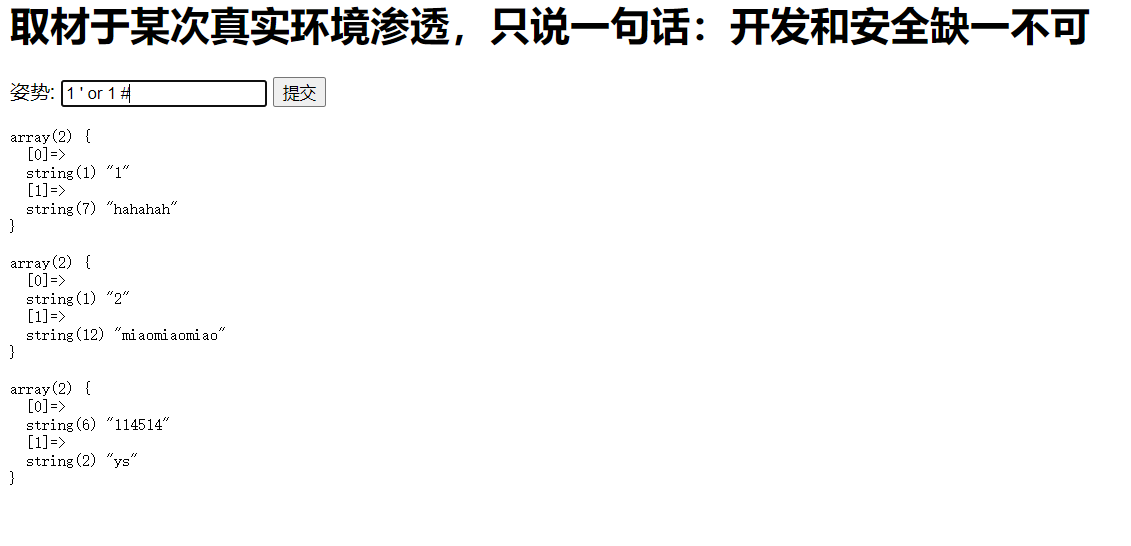 取材于某次真实环境渗透，只说一句话：开发和安全缺一不可
姿势: 1 ' or 1 # 提交
array(2) {
[0]=>
string(1) "1"
[1]=>
string(7) "hahahah"
}
array(2) {
[0]=>
string(1) "2"
[1]=>
string(12) "miaomiaomiao"
}
array(2) {
[0]=>
string(6) "114514"
[1]=>
string(2) "ys"
}